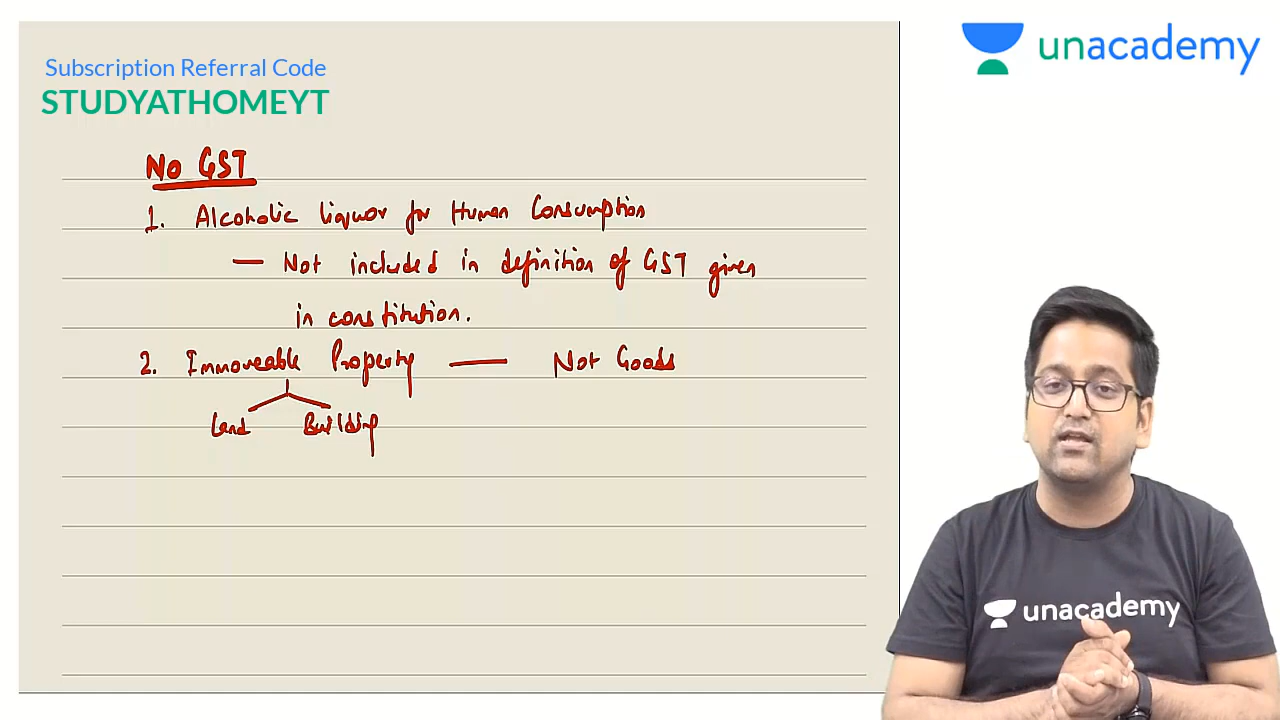 Subscription Referral Code
STUDYATHOMEYT
unacademy
No GST
1. Alcoholic liquor for Human Consumption
— Not included in definition of GST given
in constitution.
2. Immoveable Property — Not Goods
Land Building
unacademy